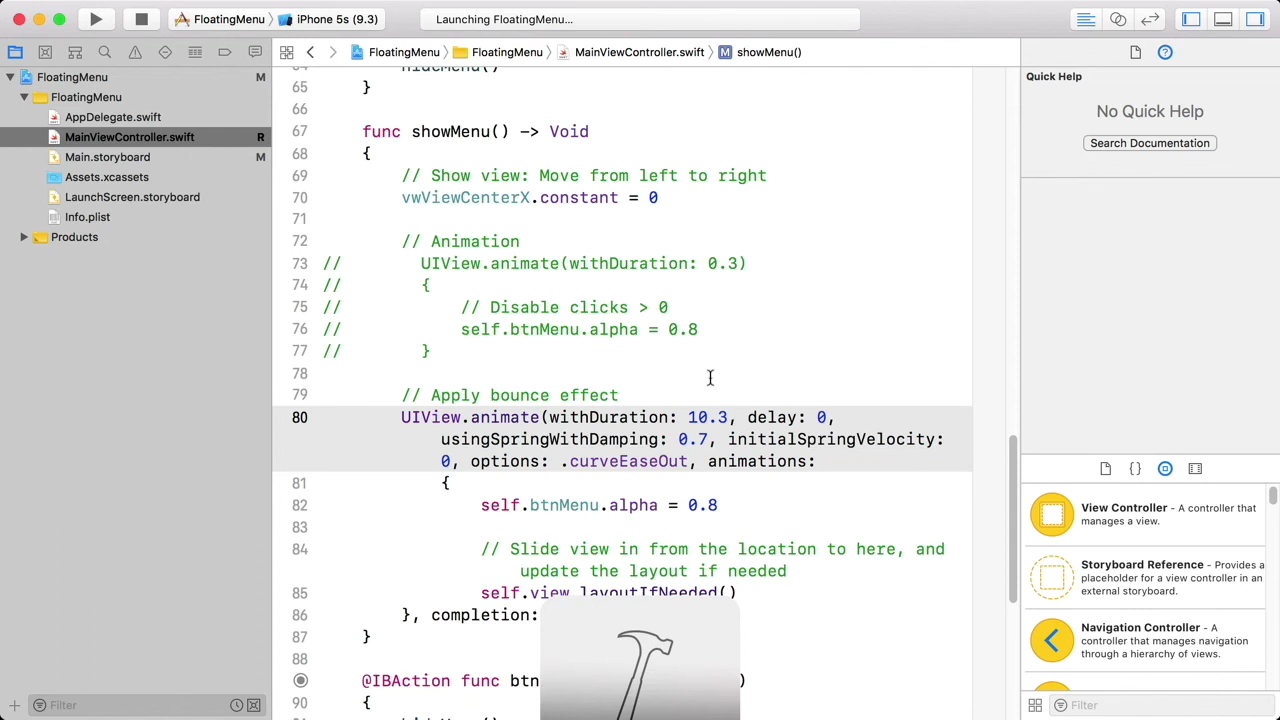 FloatingMenu
iPhone 5s (9.3)
Launching FloatingMenu...
FloatingMenu
FloatingMenu
MainViewController.swift
M
showMenu()
FloatingMenu
M
FloatingMenu
AppDelegate.swift
MainViewController.swift
R
Main.storyboard
M
Assets.xcassets
LaunchScreen.storyboard
Info.plist
Products
Filter
hideMenu()
65 }
66
67 func showMenu() -> Void
68 {
69 // Show view: Move from left to right
70 vwViewCenterX.constant = 0
71
72 // Animation
73 // UIView.animate(withDuration: 0.3)
74 // {
75 // // Disable clicks > 0
76 // self.btnMenu.alpha = 0.8
77 // }
78
79 // Apply bounce effect
80 UIView.animate(withDuration: 10.3, delay: 0,
usingSpringWithDamping: 0.7, initialSpringVelocity:
0, options: .curveEaseOut, animations:
81 {
82 self.btnMenu.alpha = 0.8
83
84 // Slide view in from the location to here, and
update the layout if needed
85 self.view.layoutIfNeeded()
86 }, completion:
87 }
88
@IBAction func btn )
90 {
Quick Help
No Quick Help
Search Documentation
View Controller - A controller that
manages a view.
Storyboard Reference - Provides a
placeholder for a view controller in an
external storyboard.
Navigation Controller - A
controller that manages navigation
through a hierarchy of views.
Filter